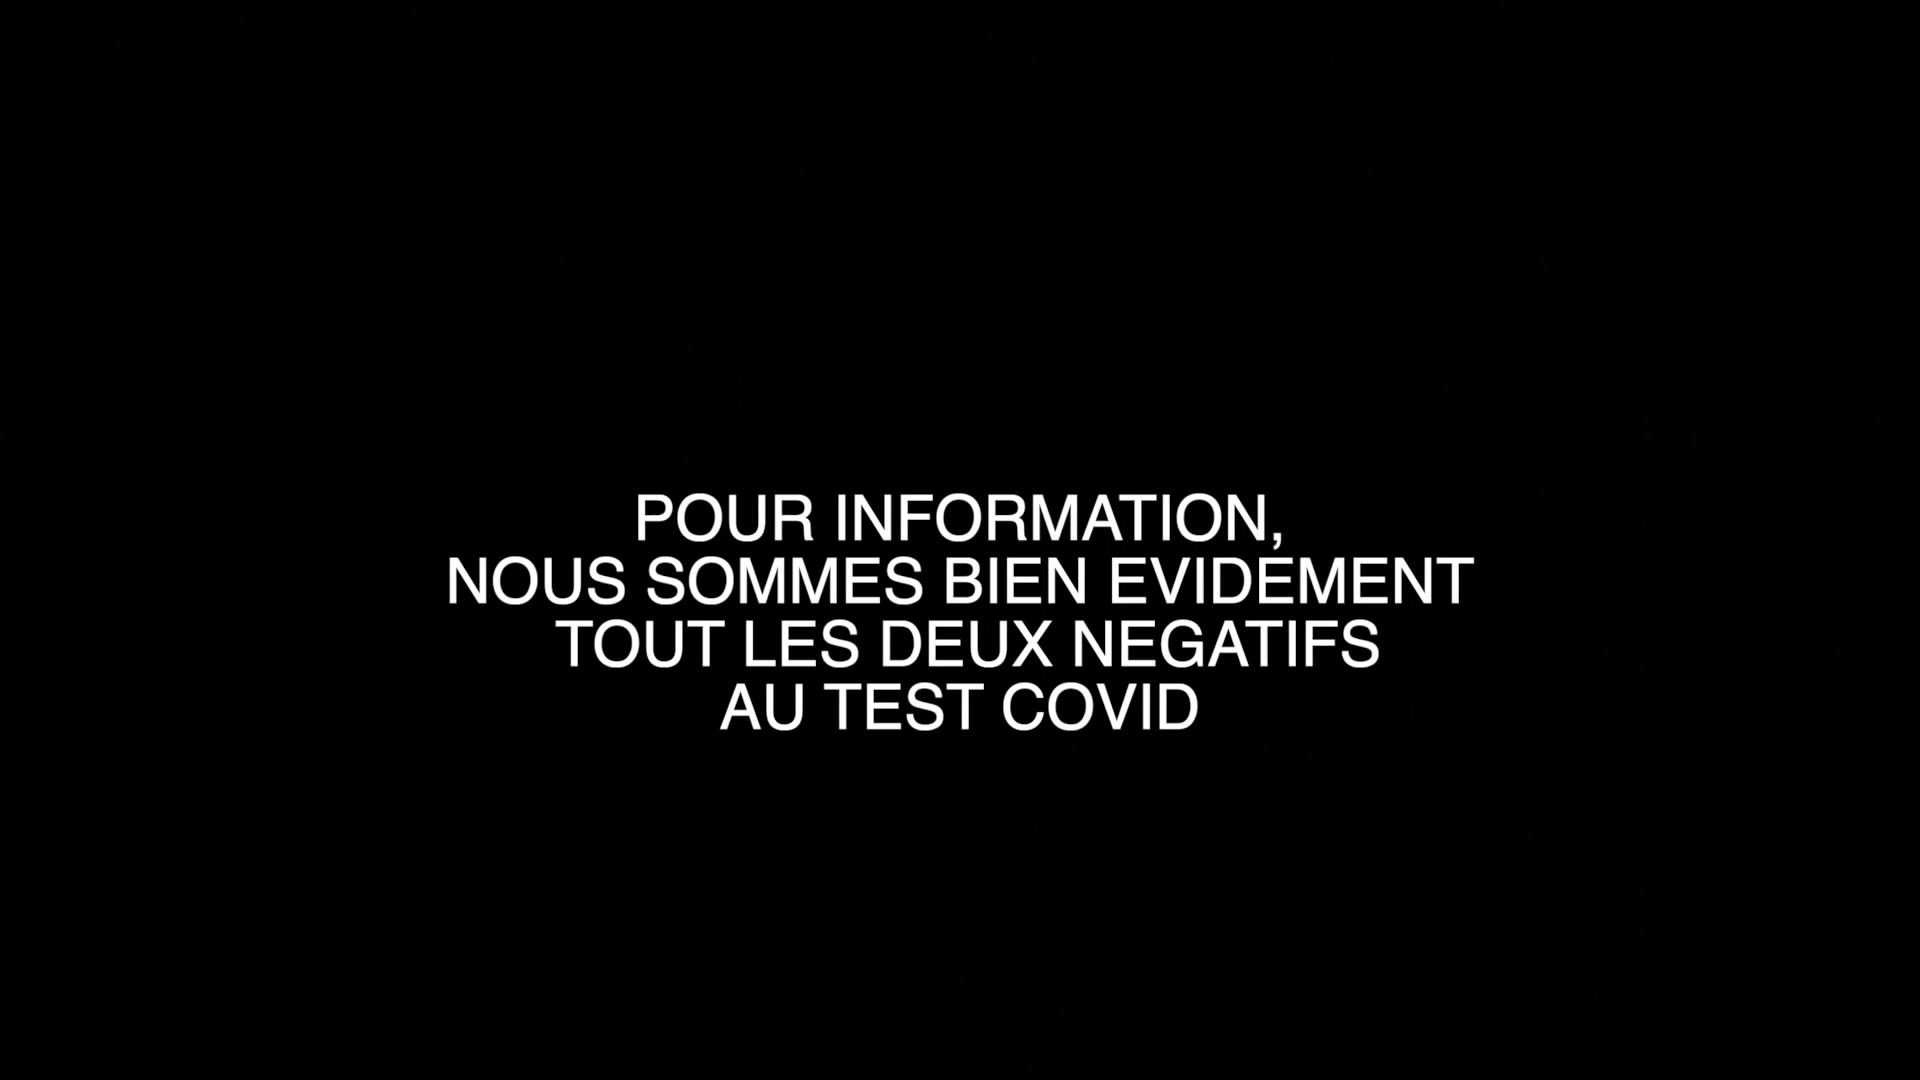 POUR INFORMATION,
NOUS SOMMES BIEN EVIDEMENT
TOUT LES DEUX NEGATIFS
AU TEST COVID